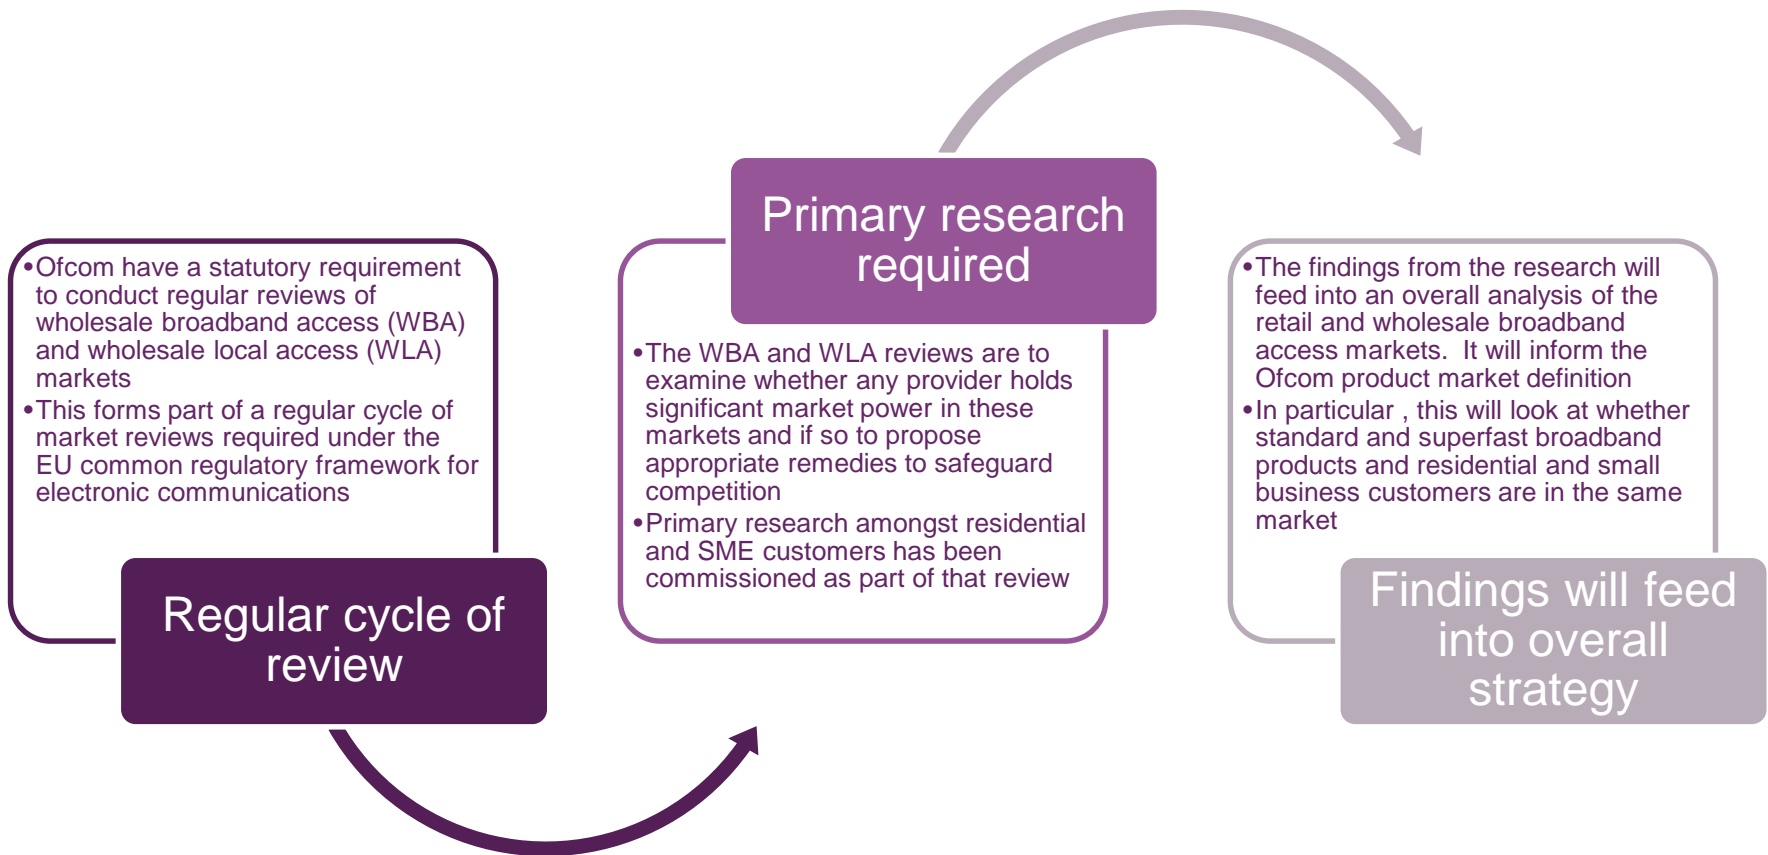 •Ofcom have a statutory requirement
to conduct regular reviews of
wholesale broadband access (WBA)
and wholesale local access (WLA)
markets
•This forms part of a regular cycle of
market reviews required under the
EU common regulatory framework for
electronic communications
Regular cycle of
review
Primary research
required
•The WBA and WLA reviews are to
examine whether any provider holds
significant market power in these
markets and if so to propose
appropriate remedies to safeguard
competition
•Primary research amongst residential
and SME customers has been
commissioned as part of that review
•The findings from the research will
feed into an overall analysis of the
retail and wholesale broadband
access markets.  It will inform the
Ofcom product market definition
•In particular , this will look at whether
standard and superfast broadband
products and residential and small
business customers are in the same
market
Findings will feed
into overall
strategy